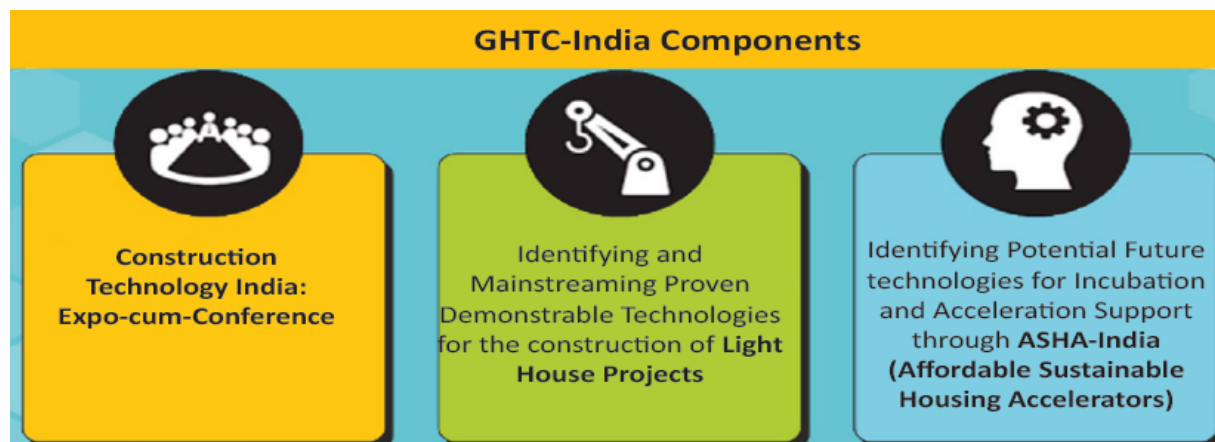 GHTC-India Components
Construction
Technology India:
Expo-cum-Conference
Identifying and
Mainstreaming Proven
Demonstrable Technologies
for the construction of Light
House Projects
Identifying Potential Future
technologies for Incubation
and Acceleration Support
through ASHA-India
(Affordable Sustainable
Housing Accelerators)